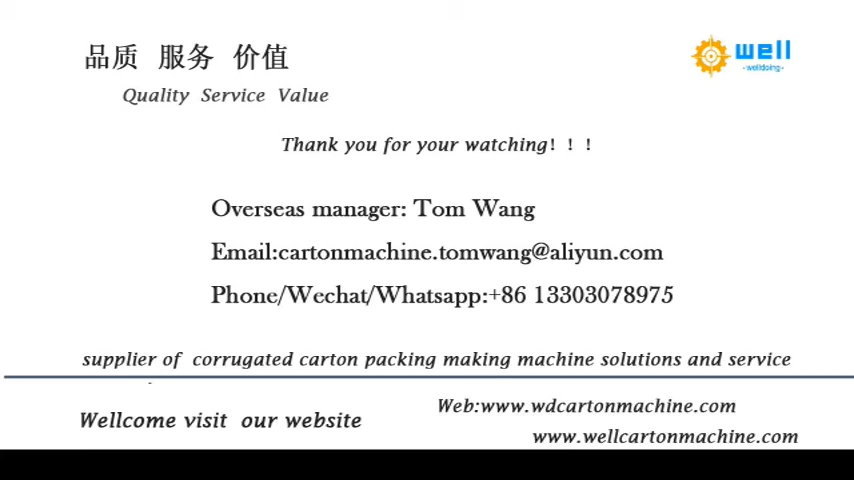 品质 服务 价值
well
-welldoing-
Quality Service Value
Thank you for your watching！！！
Overseas manager: Tom Wang
Email:cartonmachine.tomwang@aliyun.com
Phone/Wechat/Whatsapp:+86 13303078975
supplier of corrugated carton packing making machine solutions and service
Wellcome visit our website
Web:www.wdcartonmachine.com
www.wellcartonmachine.com